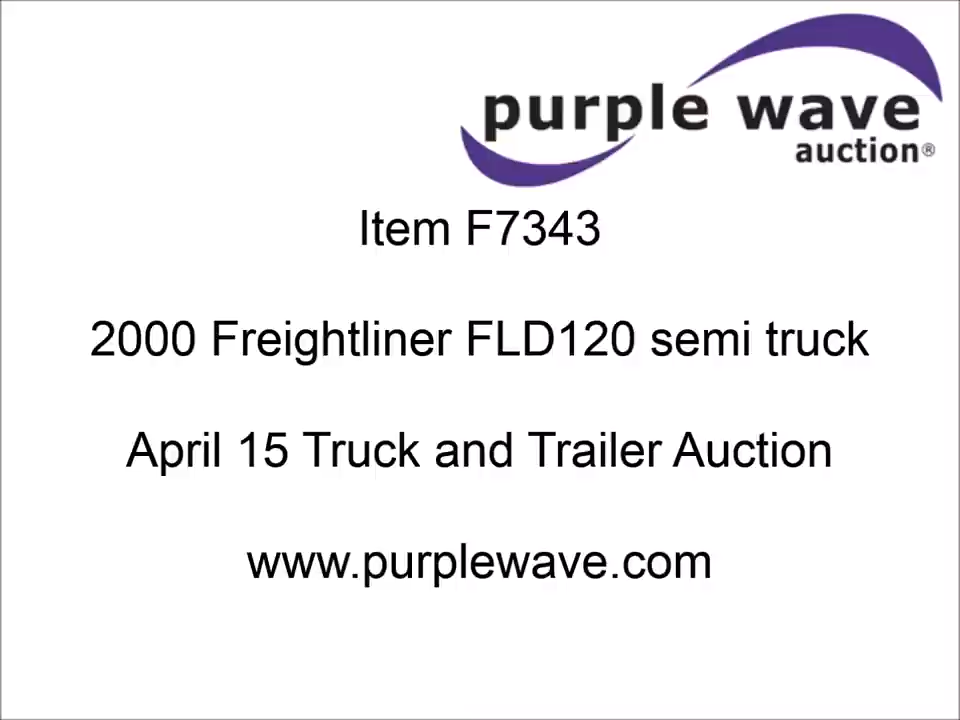 purple wave
auction®
Item F7343
2000 Freightliner FLD120 semi truck
April 15 Truck and Trailer Auction
www.purplewave.com